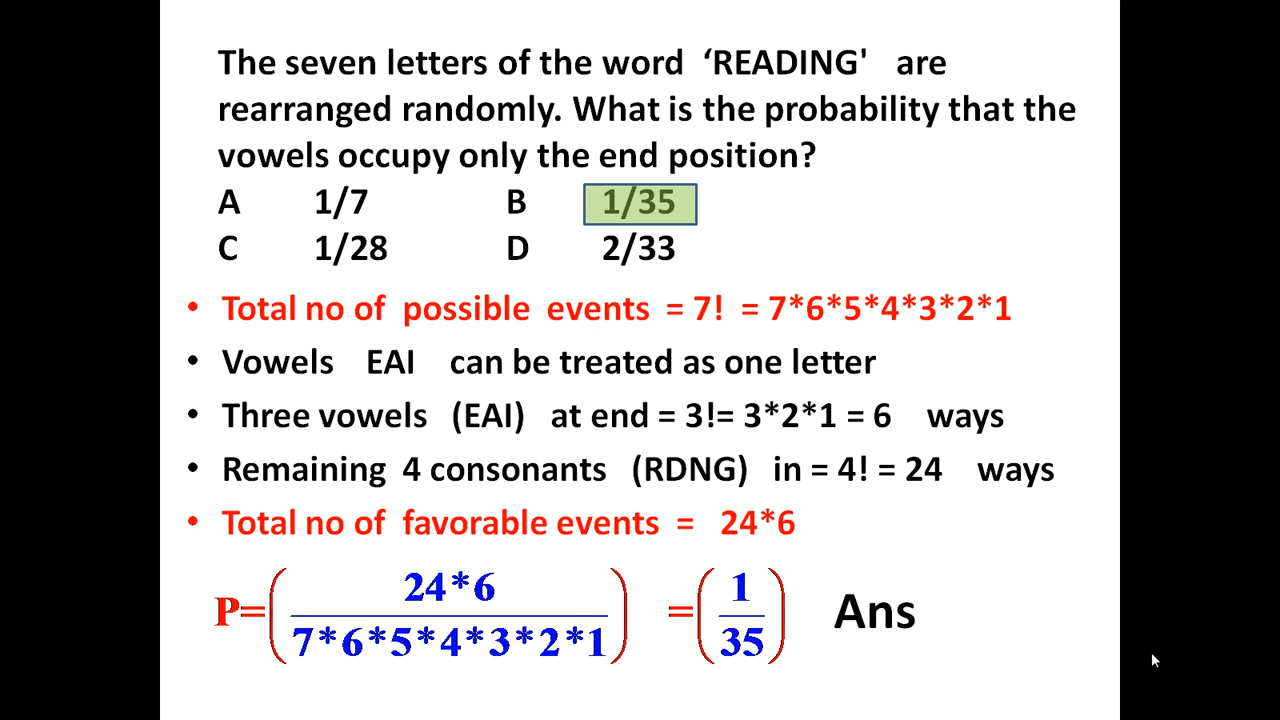 The seven letters of the word ‘READING' are
rearranged randomly. What is the probability that the
vowels occupy only the end position?
A 1/7 B 1/35
C 1/28 D 2/33
• Total no of possible events = 7! = 7*6*5*4*3*2*1
• Vowels EAI can be treated as one letter
• Three vowels (EAI) at end = 3!= 3*2*1 = 6 ways
• Remaining 4 consonants (RDNG) in = 4! = 24 ways
• Total no of favorable events = 24*6
P=(24*6 / 7*6*5*4*3*2*1) =(1/35) Ans